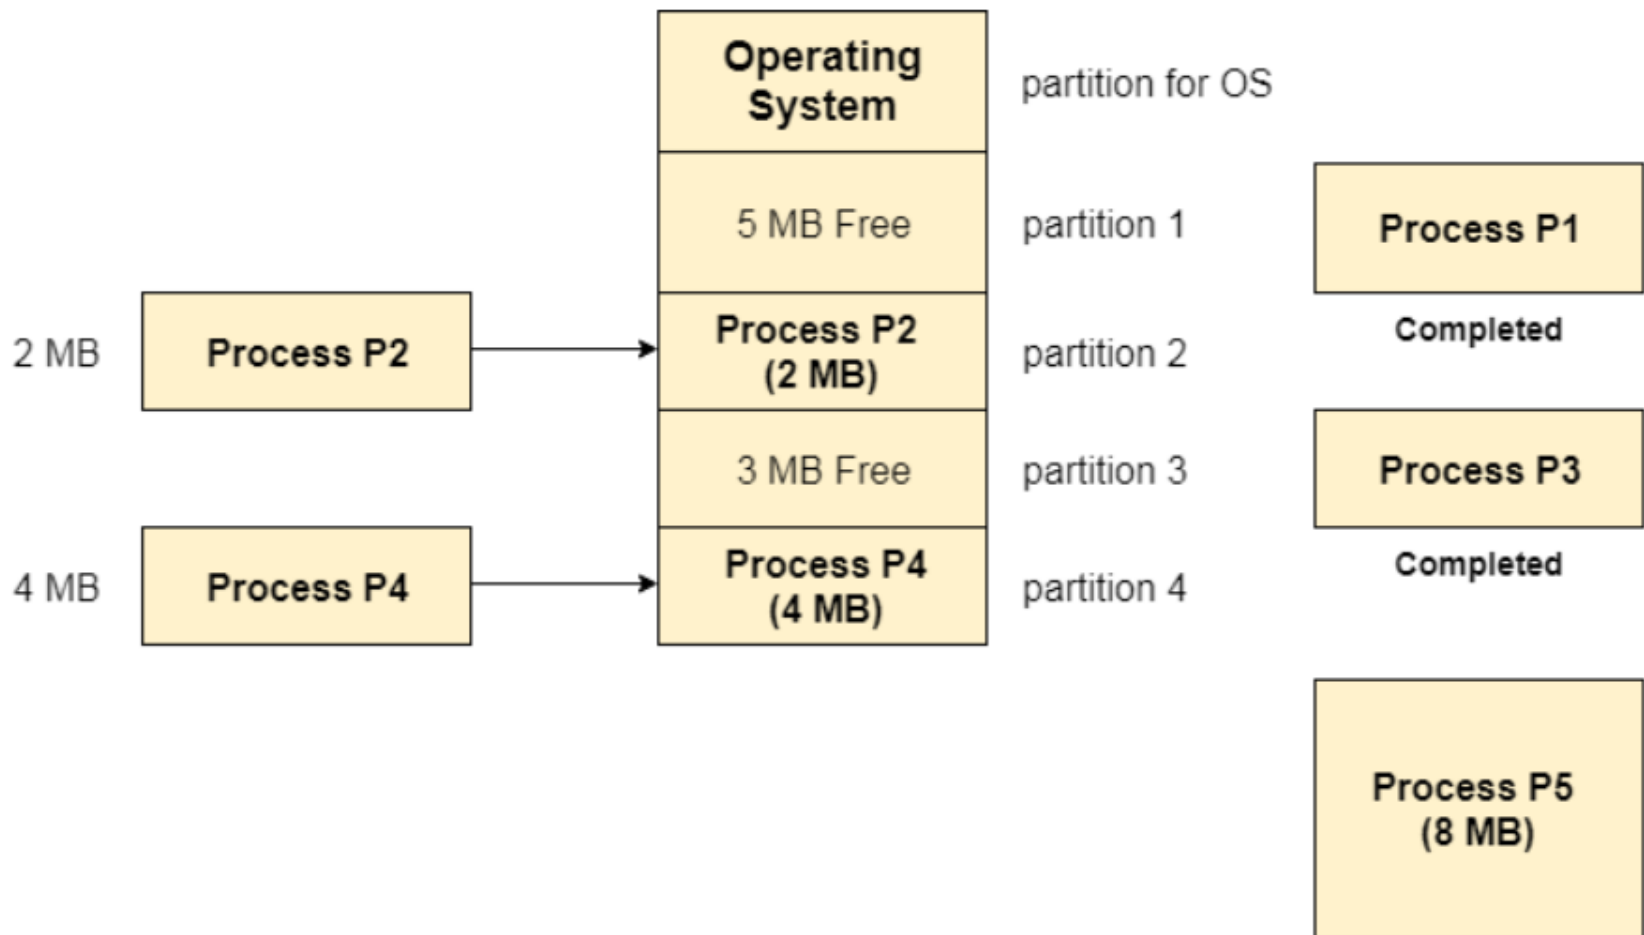 Operating
System
partition for OS
5 MB Free
partition 1
Process P1
Completed
2 MB
Process P2
Process P2
(2 MB)
partition 2
3 MB Free
partition 3
Process P3
Completed
4 MB
Process P4
Process P4
(4 MB)
partition 4
Process P5
(8 MB)